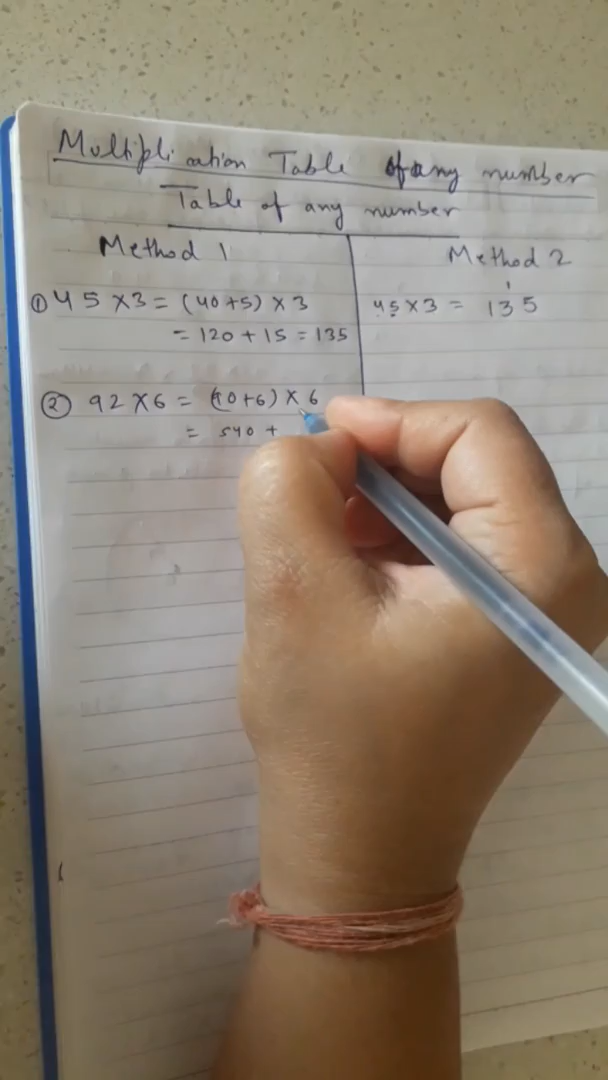 Multiplication Table of any number
Table of any number
Method 1
① 45 × 3 = (40+5) × 3
= 120 + 15 = 135
② 92 × 6 = (90+6) × 6
= 540 +
Method 2
1
45 × 3 = 135